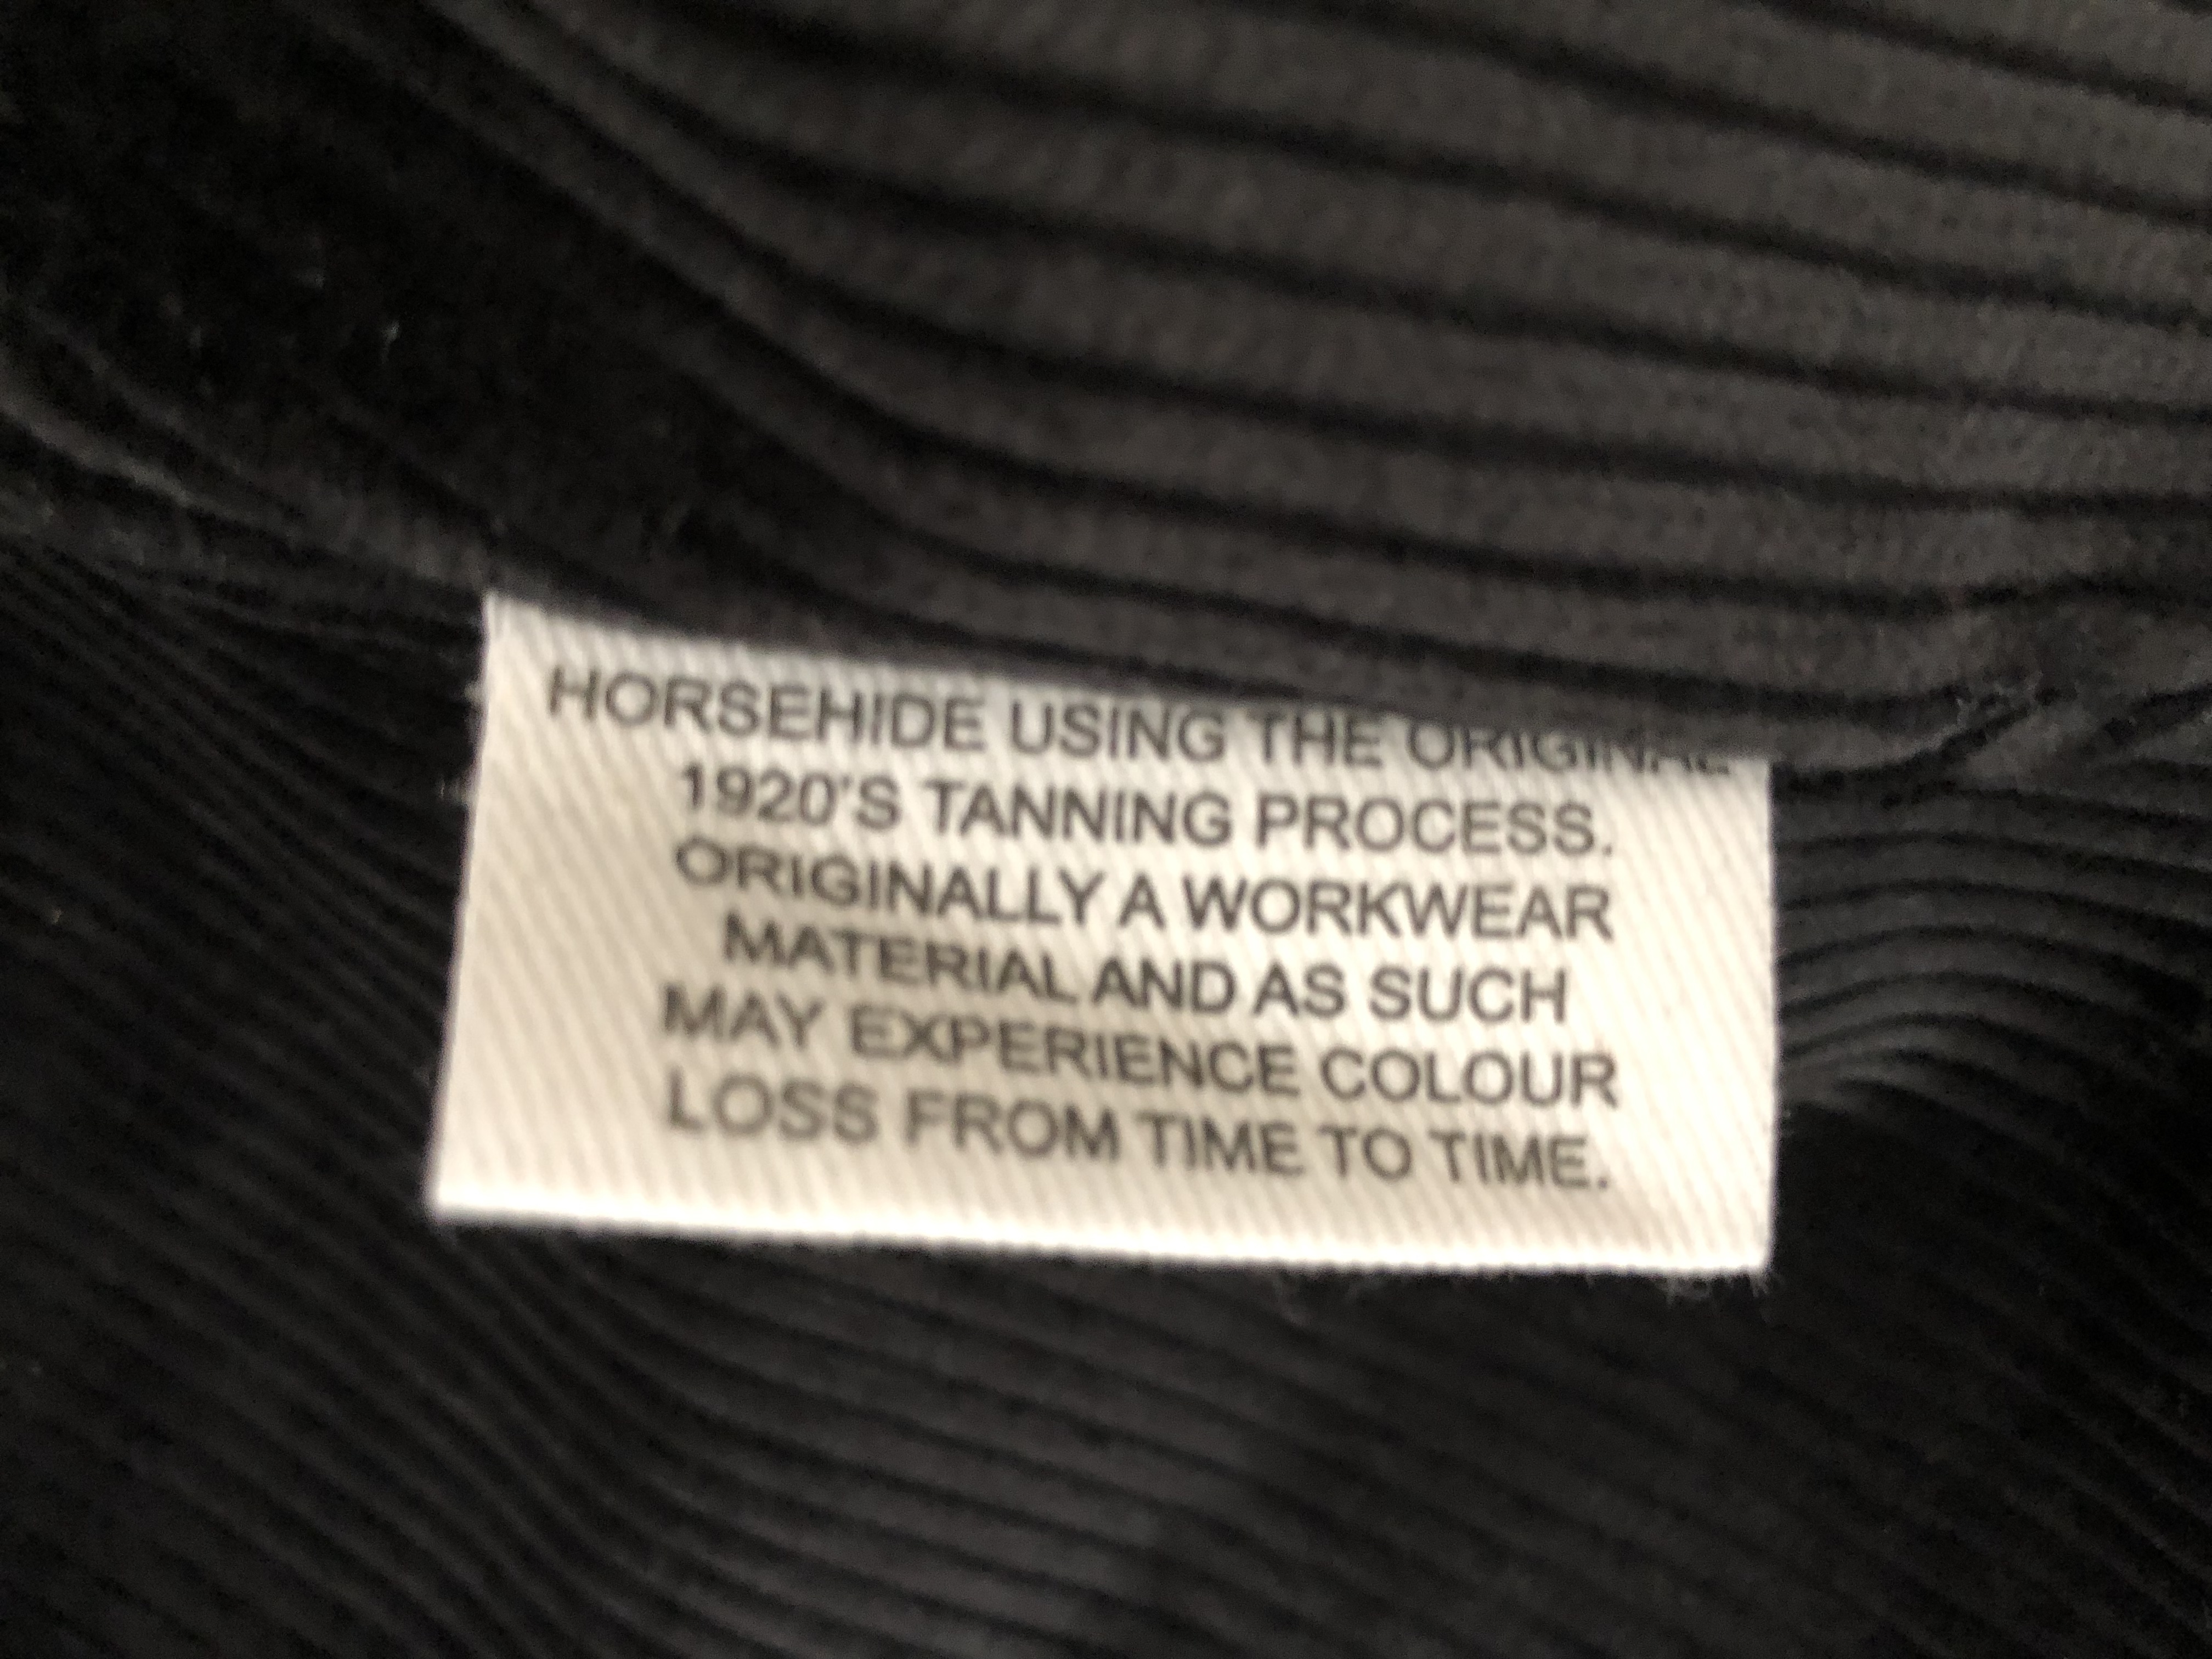 HORSEHIDE USING THE ORIGINAL
1920'S TANNING PROCESS.
ORIGINALLY A WORKWEAR
MATERIAL AND AS SUCH
MAY EXPERIENCE COLOUR
LOSS FROM TIME TO TIME.